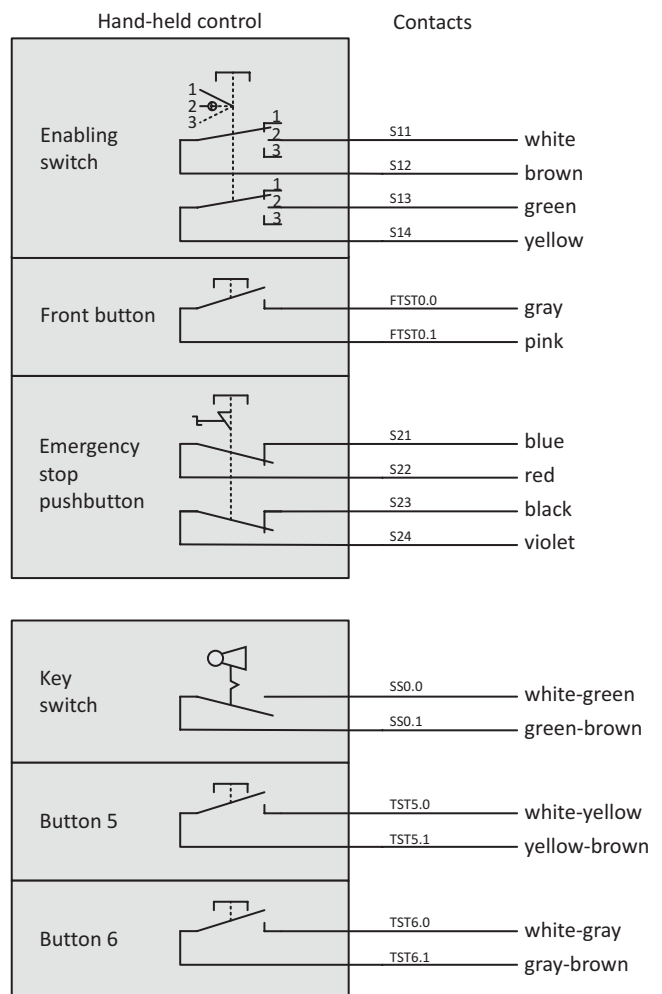 Hand-held control Contacts
1
2
3
Enabling
switch
1
2
3
S11 white
S12 brown
1
2
3
S13 green
S14 yellow
Front button
FTST0.0 gray
FTST0.1 pink
Emergency
stop
pushbutton
S21 blue
S22 red
S23 black
S24 violet
Key
switch
SS0.0 white-green
SS0.1 green-brown
Button 5
TST5.0 white-yellow
TST5.1 yellow-brown
Button 6
TST6.0 white-gray
TST6.1 gray-brown